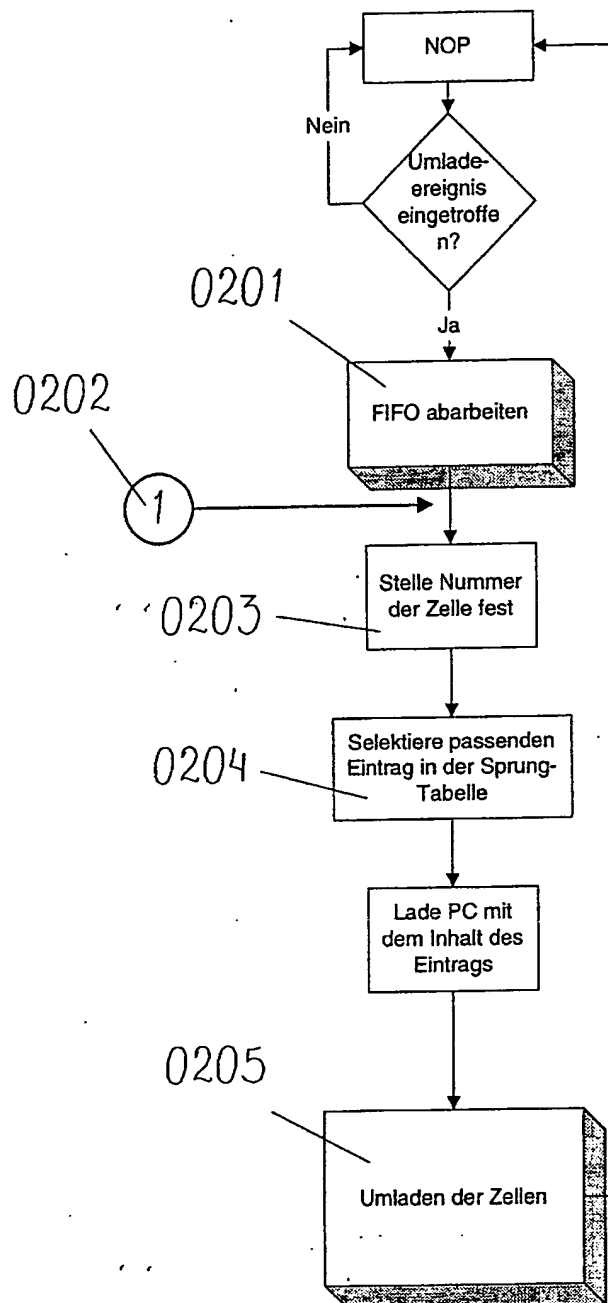 NOP
Nein
Umlade-
ereignis
eingetroffe
n?
0201
Ja
0202
FIFO abarbeiten
1
Stelle Nummer
der Zelle fest
0203
Selektiere passenden
Eintrag in der Sprung-
Tabelle
0204
Lade PC mit
dem Inhalt des
Eintrags
0205
Umladen der Zellen